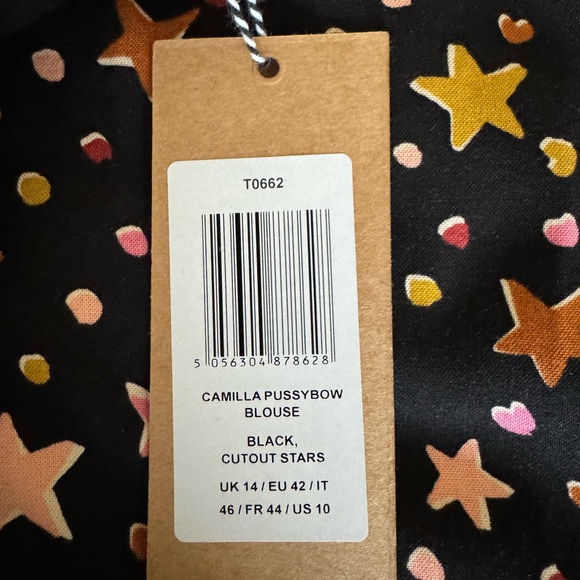 T0662
5 056304 878628
CAMILLA PUSSYBOW
BLOUSE
BLACK,
CUTOUT STARS
UK 14 / EU 42 / IT
46 / FR 44 / US 10